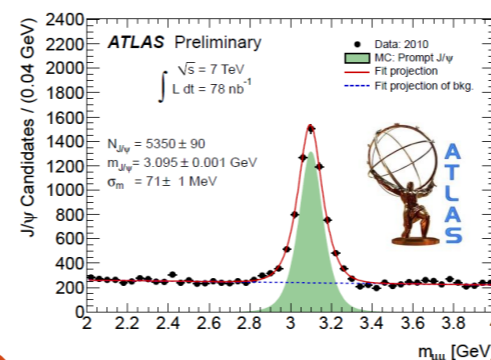 ATLAS Preliminary
√s = 7 TeV
∫ L dt = 78 nb⁻¹
Data: 2010
MC: Prompt J/ψ
Fit projection
Fit projection of bkg.
N_J/ψ = 5350 ± 90
m_J/ψ = 3.095 ± 0.001 GeV
σ_m = 71 ± 1 MeV
ATLAS
J/ψ Candidates / (0.04 GeV)
2400
2200
2000
1800
1600
1400
1200
1000
800
600
400
200
0
2 2.2 2.4 2.6 2.8 3 3.2 3.4 3.6 3.8
m_μμ [GeV